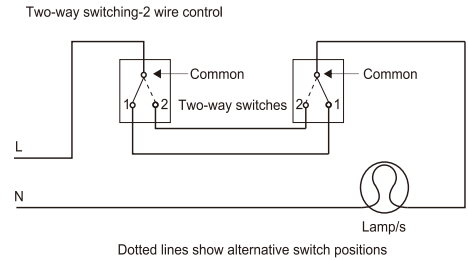 Two-way switching-2 wire control
Common
Common
1 2 Two-way switches 2 1
L
N
Lamp/s
Dotted lines show alternative switch positions